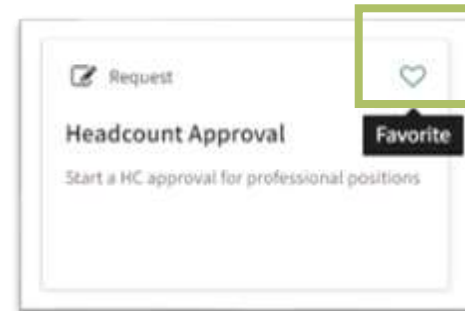 Request
Headcount Approval
Favorite
Start a HC approval for professional positions